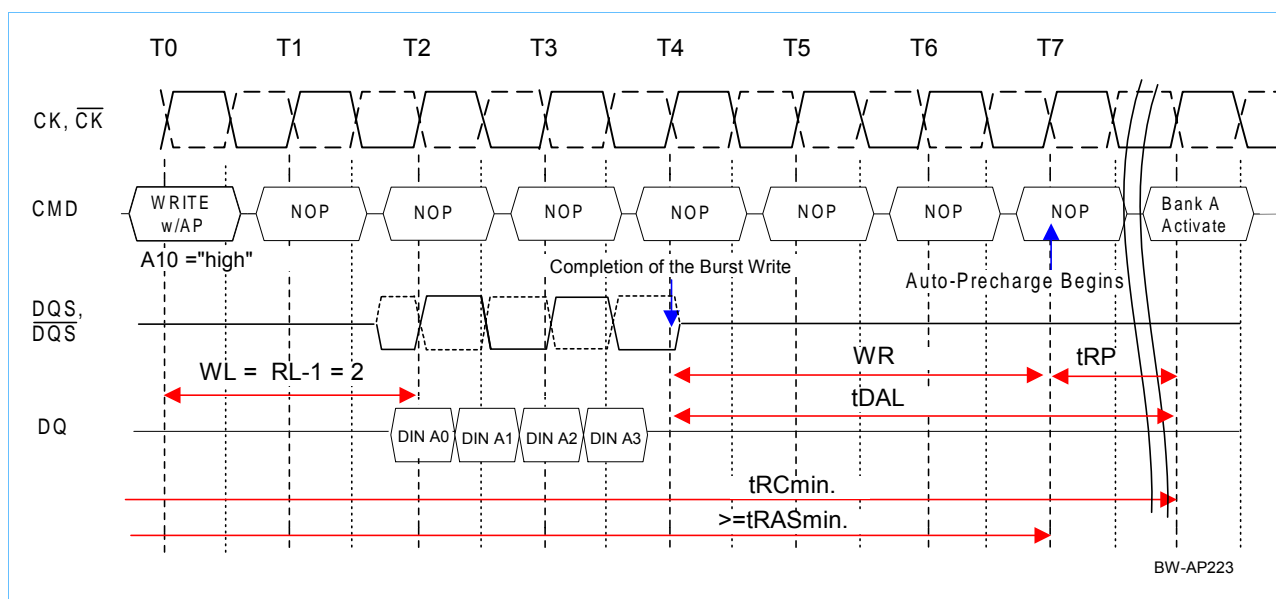 T0 T1 T2 T3 T4 T5 T6 T7
CK, CK
CMD
WRITE w/AP
NOP
NOP
NOP
NOP
NOP
NOP
NOP
Bank A Activate
A10 ="high"
Completion of the Burst Write
Auto-Precharge Begins
DQS,
DQS
WL = RL-1 = 2
WR
tRP
tDAL
DQ
DIN A0
DIN A1
DIN A2
DIN A3
tRCmin.
>=tRASmin.
BW-AP223